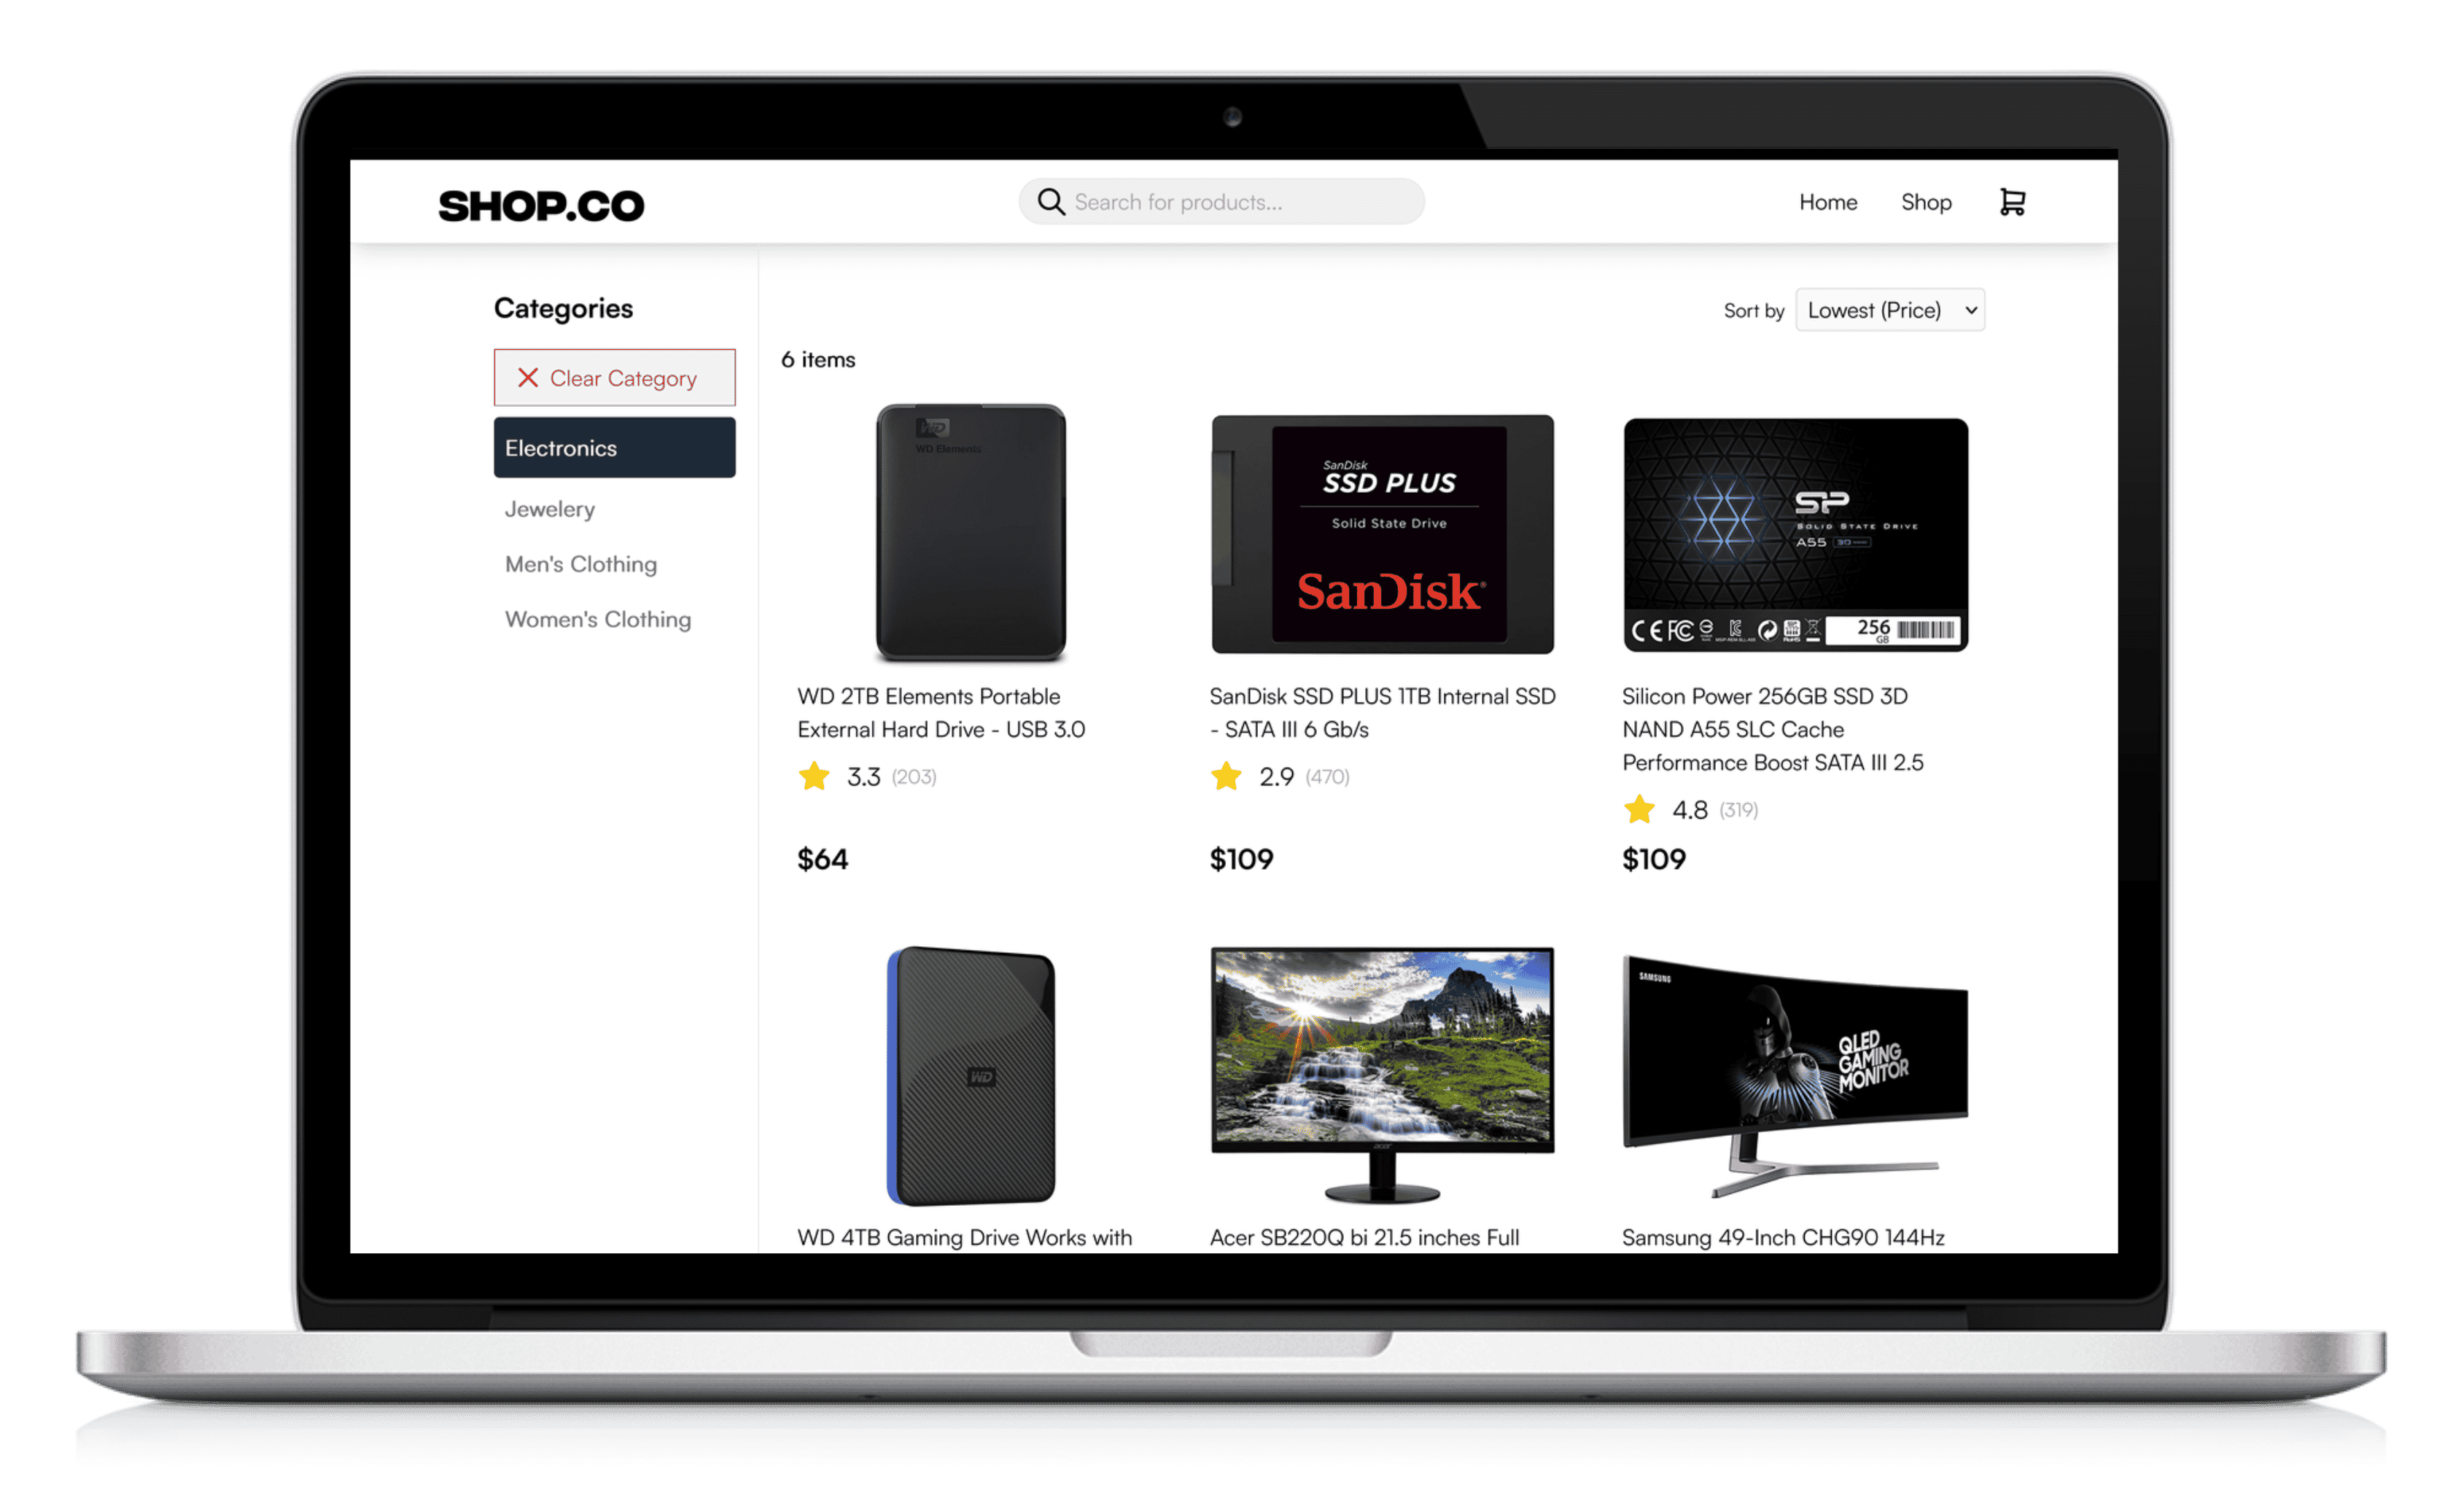 SHOP.CO
Search for products...
Home
Shop
Categories
Sort by
Lowest (Price)
Clear Category
6 items
Electronics
Jewelery
Men's Clothing
Women's Clothing
WD
WD Elements
SanDisk
SSD PLUS
Solid State Drive
SanDisk
SP
SOLID STATE DRIVE
A55
CE FC
256
GB
WD 2TB Elements Portable
External Hard Drive - USB 3.0
3.3 (203)
$64
SanDisk SSD PLUS 1TB Internal SSD
- SATA III 6 Gb/s
2.9 (470)
$109
Silicon Power 256GB SSD 3D
NAND A55 SLC Cache
Performance Boost SATA III 2.5
4.8 (319)
$109
WD
acer
SAMSUNG
QLED
GAMING
MONITOR
WD 4TB Gaming Drive Works with
Acer SB220Q bi 21.5 inches Full
Samsung 49-Inch CHG90 144Hz